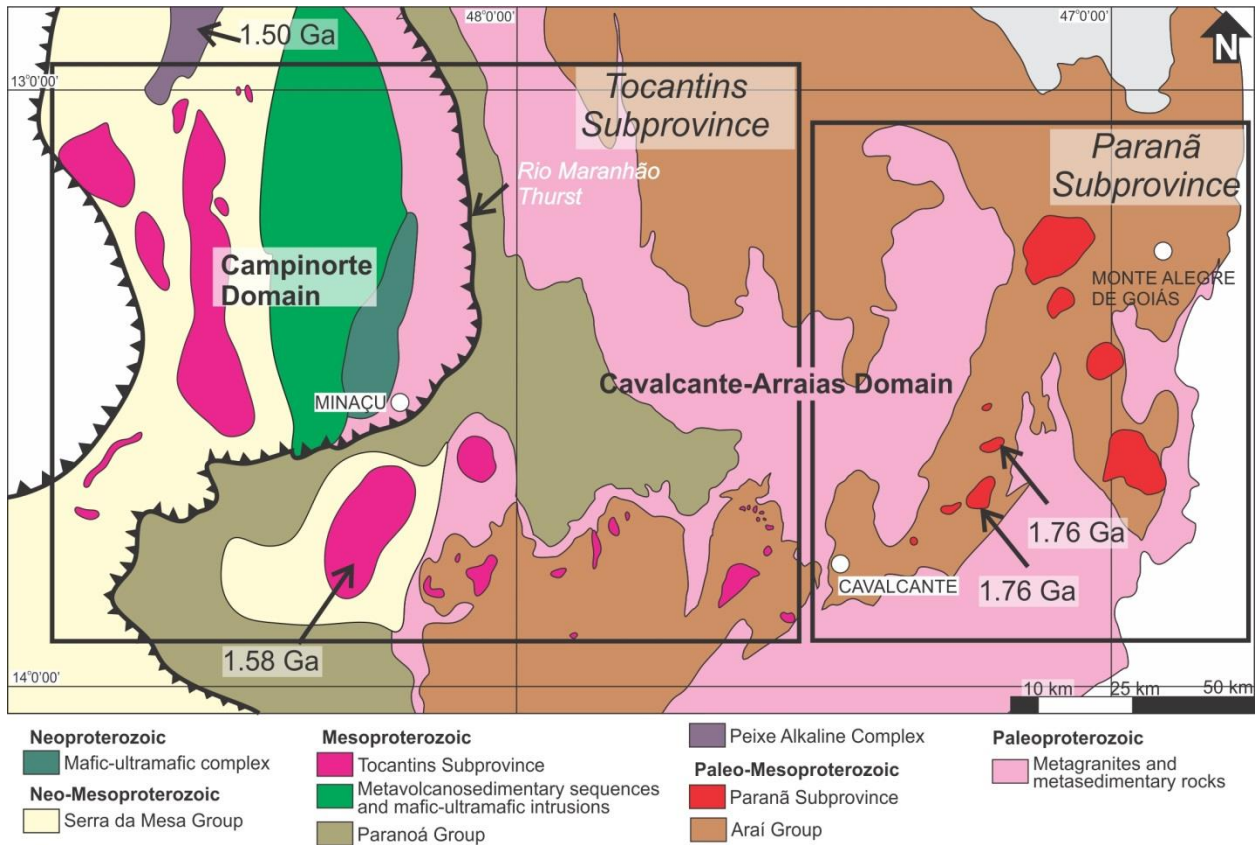 48°0'00'
47°0'00'
N
1.50 Ga
13°0'00'
Tocantins
Subprovince
Paranã
Subprovince
Rio Maranhão
Thurst
Campinorte
Domain
MONTE ALEGRE
DE GOIÁS
Cavalcante-Arraias Domain
MINAÇU
1.76 Ga
CAVALCANTE
1.76 Ga
1.58 Ga
14°0'00'
10 km 25 km 50 km
Neoproterozoic
Mafic-ultramafic complex
Neo-Mesoproterozoic
Serra da Mesa Group
Mesoproterozoic
Tocantins Subprovince
Metavolcanosedimentary sequences
and mafic-ultramafic intrusions
Paranoá Group
Peixe Alkaline Complex
Paleo-Mesoproterozoic
Paranã Subprovince
Araí Group
Paleoproterozoic
Metagranites and
metasedimentary rocks